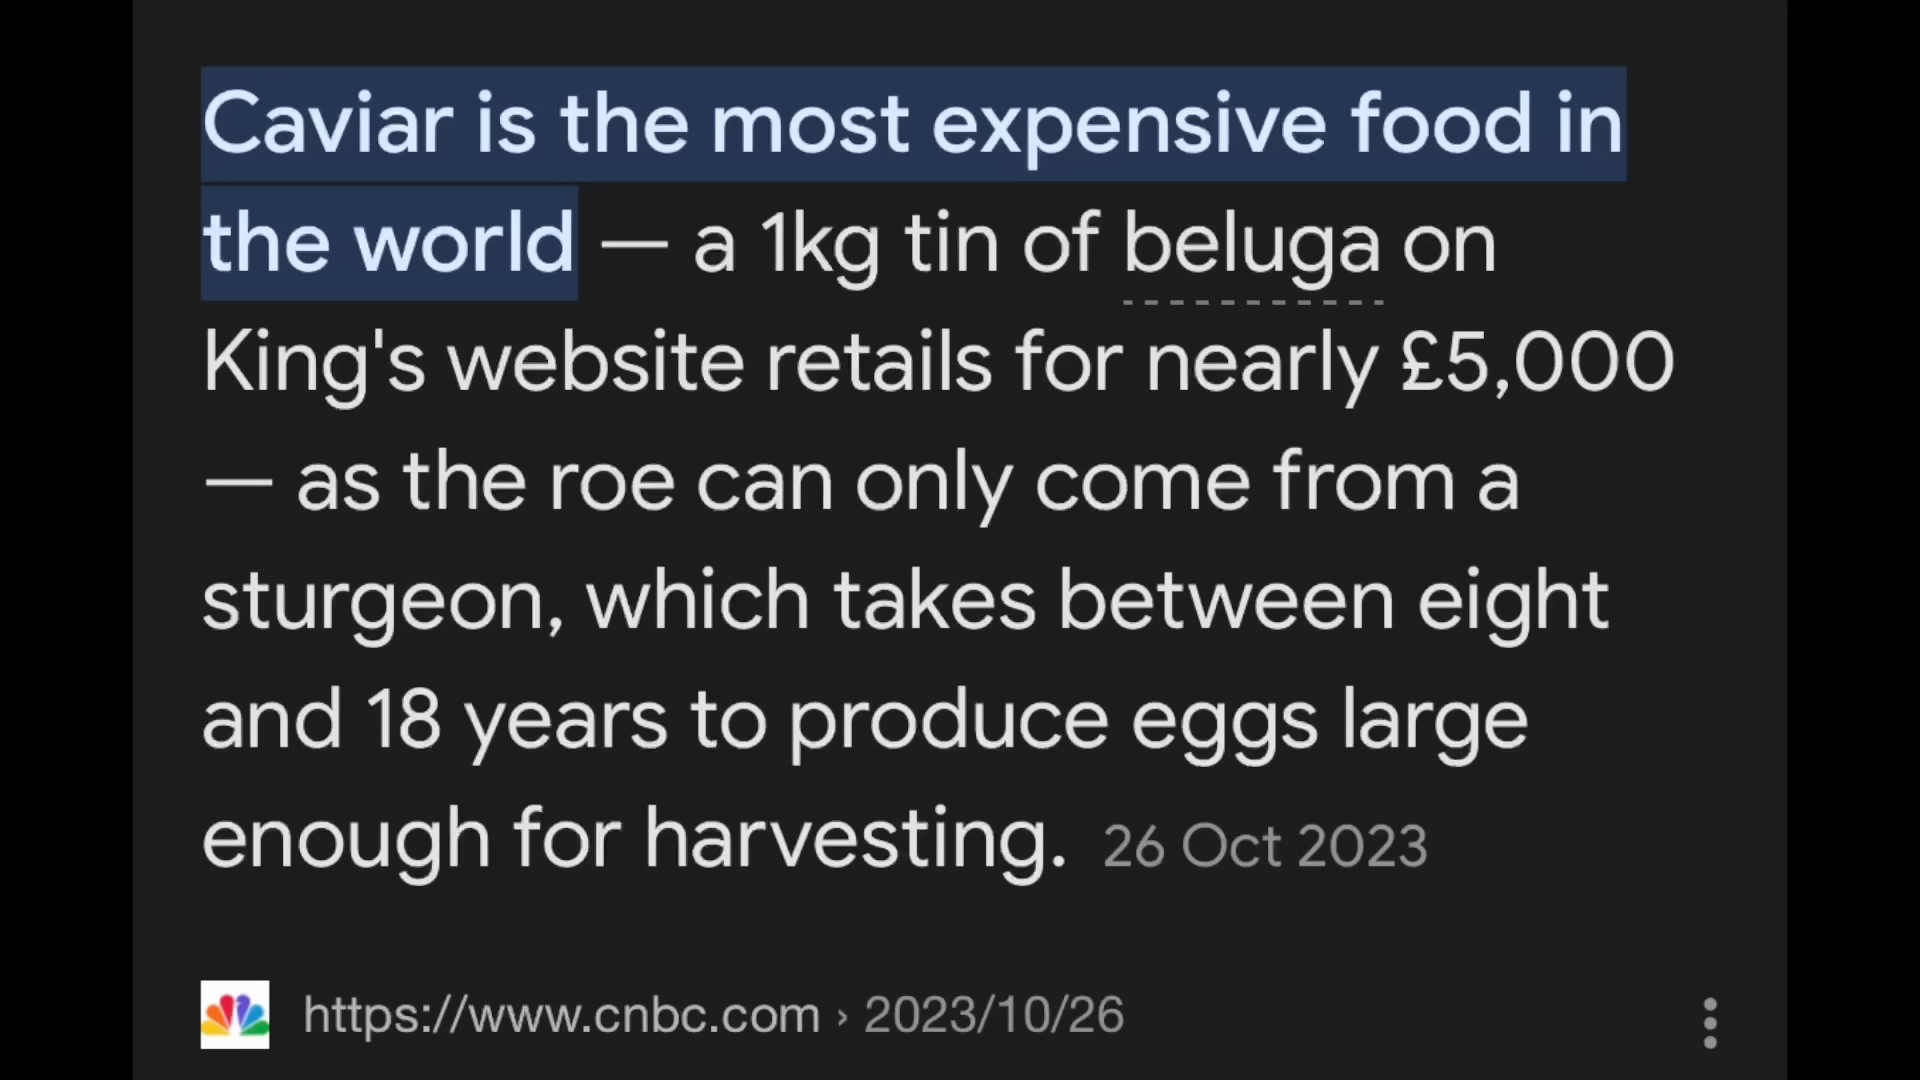 Caviar is the most expensive food in
the world — a 1kg tin of beluga on
King's website retails for nearly £5,000
— as the roe can only come from a
sturgeon, which takes between eight
and 18 years to produce eggs large
enough for harvesting. 26 Oct 2023
https://www.cnbc.com › 2023/10/26